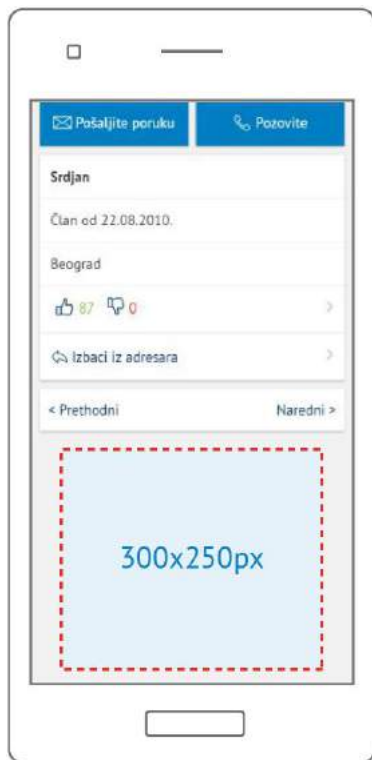 Pošaljite poruku
Pozovite
Srdjan
Član od 22.08.2010.
Beograd
87 0 >
Izbaci iz adresara >
< Prethodni Naredni >
300x250px